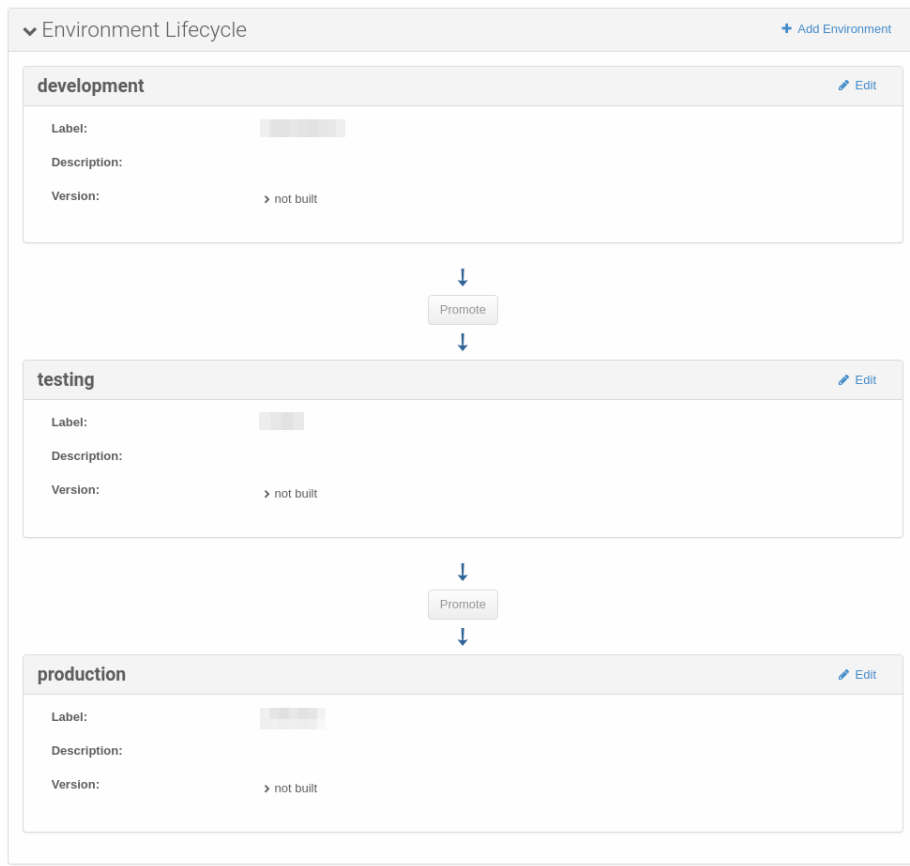 Environment Lifecycle
Add Environment
development
Edit
Label:
Description:
Version:
not built
Promote
testing
Edit
Label:
Description:
Version:
not built
Promote
production
Edit
Label:
Description:
Version:
not built